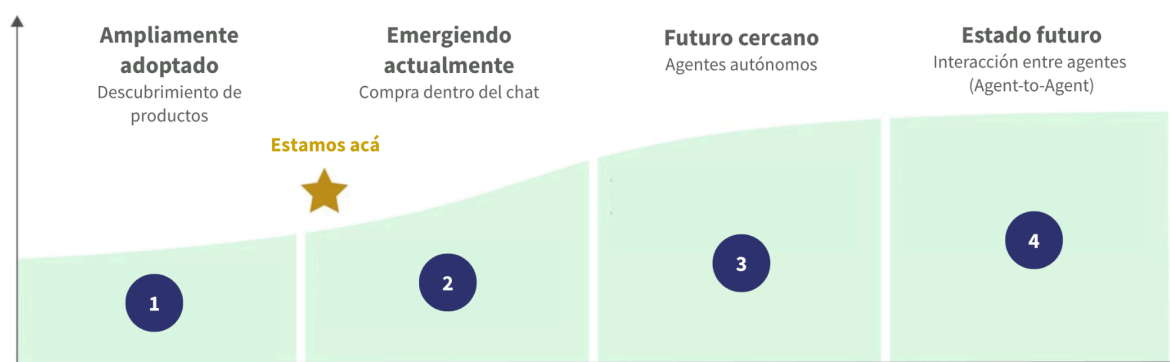 Ampliamente
adoptado
Descubrimiento de
productos
Emergiendo
actualmente
Compra dentro del chat
Futuro cercano
Agentes autónomos
Estado futuro
Interacción entre agentes
(Agent-to-Agent)
Estamos acá
1
2
3
4